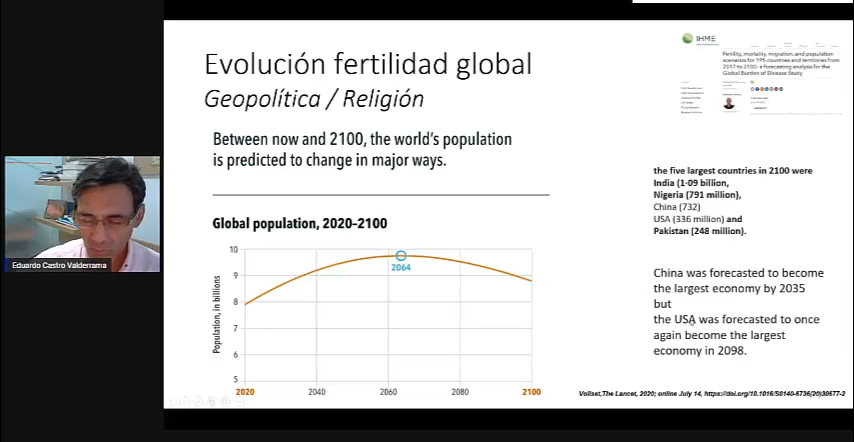 Evolución fertilidad global
Geopolítica / Religión
Between now and 2100, the world's population
is predicted to change in major ways.
Global population, 2020–2100
Population, in billions
10
9
8
7
6
5
2064
2020
2040
2060
2080
2100
IHME
Fertility, mortality, migration, and population
scenarios for 195 countries and territories from
2017 to 2100: a forecasting analysis for the
Global Burden of Disease Study
the five largest countries in 2100 were
India (1·09 billion,
Nigeria (791 million),
China (732)
USA (336 million) and
Pakistan (248 million).
China was forecasted to become
the largest economy by 2035
but
the USA was forecasted to once
again become the largest
economy in 2098.
Vollset,The Lancet, 2020; online July 14, https://doi.org/10.1016/S0140-6736(20)30677-2
Eduardo Castro Valderrama